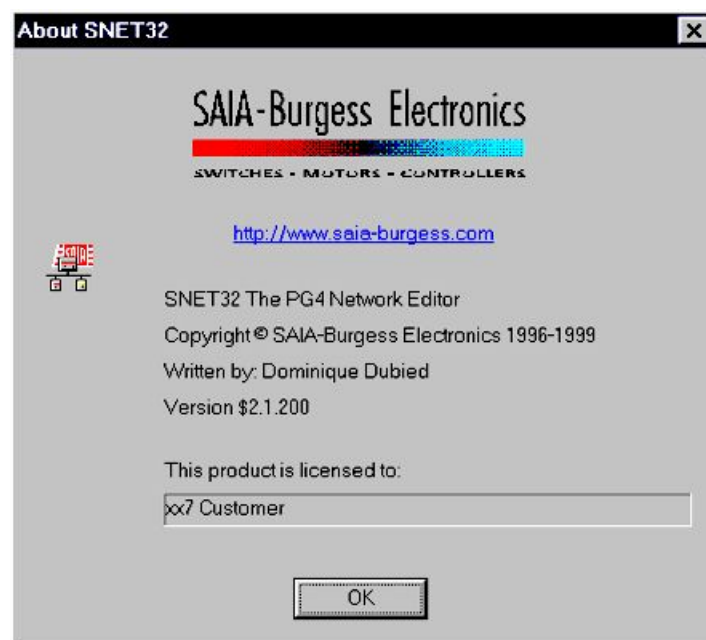 About SNET32
SAIA-Burgess Electronics
SWITCHES - MOTORS - CONTROLLERS
http://www.saia-burgess.com
SNET32 The PG4 Network Editor
Copyright © SAIA-Burgess Electronics 1996-1999
Written by: Dominique Dubied
Version $2.1.200
This product is licensed to:
xx7 Customer
OK